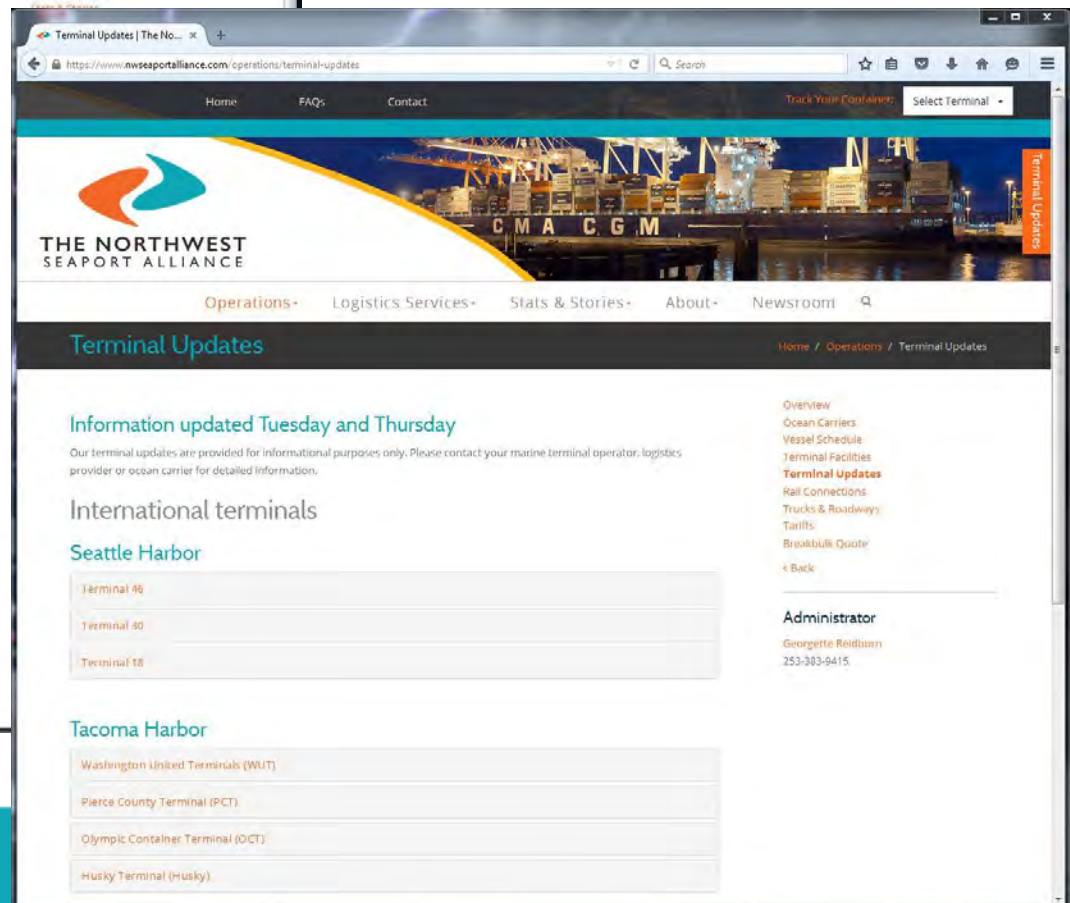 Terminal Updates | The No...
https://www.nwseaportalliance.com/operations/terminal-updates
Search
Home FAQs Contact Track Your Container: Select Terminal
Terminal Updates
CMA CGM
THE NORTHWEST
SEAPORT ALLIANCE
Operations Logistics Services Stats & Stories About Newsroom
Terminal Updates
Home / Operations / Terminal Updates
Information updated Tuesday and Thursday
Our terminal updates are provided for informational purposes only. Please contact your marine terminal operator, logistics
provider or ocean carrier for detailed information.
International terminals
Seattle Harbor
Terminal 46
Terminal 30
Terminal 18
Tacoma Harbor
Washington United Terminals (WUT)
Pierce County Terminal (PCT)
Olympic Container Terminal (OCT)
Husky Terminal (Husky)
Overview
Ocean Carriers
Vessel Schedule
Terminal Facilities
Terminal Updates
Rail Connections
Trucks & Roadways
Tariffs
Breakbulk Quote
< Back
Administrator
Georgette
253-383-9415